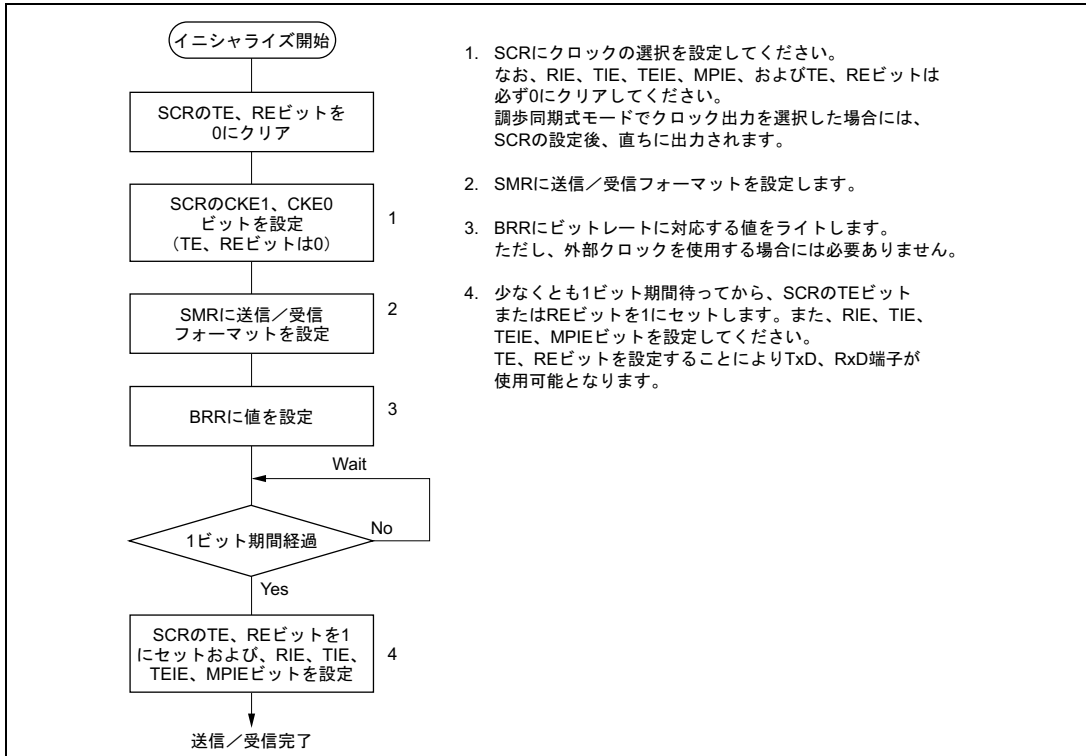 イニシャライズ開始
SCRのTE、REビットを
0にクリア
SCRのCKE1、CKE0
ビットを設定
（TE、REビットは0）
1
SMRに送信／受信
フォーマットを設定
2
BRRに値を設定
3
Wait
1ビット期間経過
No
Yes
SCRのTE、REビットを1
にセットおよび、RIE、TIE、
TEIE、MPIEビットを設定
4
送信／受信完了
1. SCRにクロックの選択を設定してください。
なお、RIE、TIE、TEIE、MPIE、およびTE、REビットは
必ず0にクリアしてください。
調歩同期式モードでクロック出力を選択した場合には、
SCRの設定後、直ちに出力されます。
2. SMRに送信／受信フォーマットを設定します。
3. BRRにビットレートに対応する値をライトします。
ただし、外部クロックを使用する場合には必要ありません。
4. 少なくとも1ビット期間待ってから、SCRのTEビット
またはREビットを1にセットします。また、RIE、TIE、
TEIE、MPIEビットを設定してください。
TE、REビットを設定することによりTxD、RxD端子が
使用可能となります。